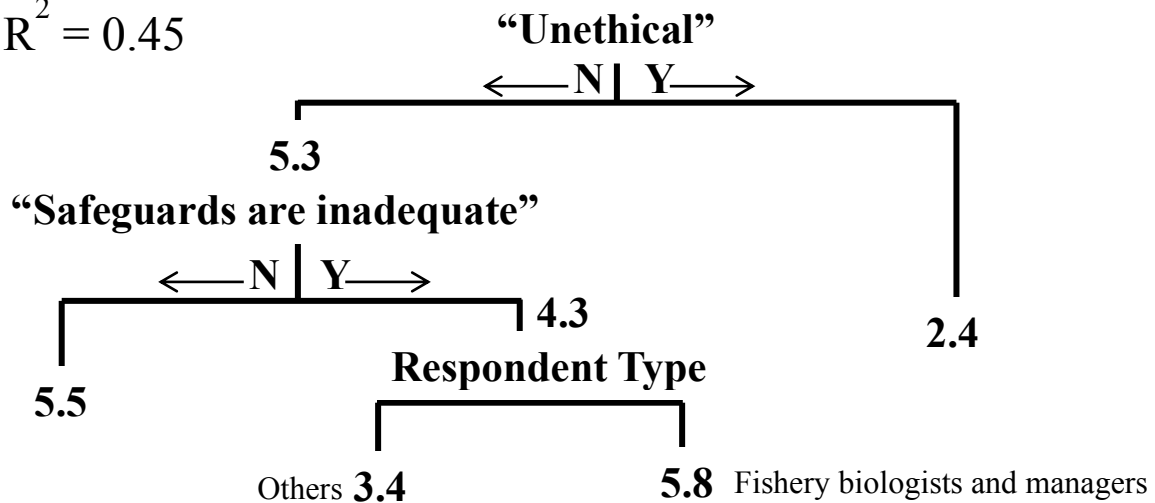 R² = 0.45
“Unethical”
N Y
5.3
“Safeguards are inadequate”
N Y
4.3
2.4
Respondent Type
5.5
Others 3.4
5.8 Fishery biologists and managers